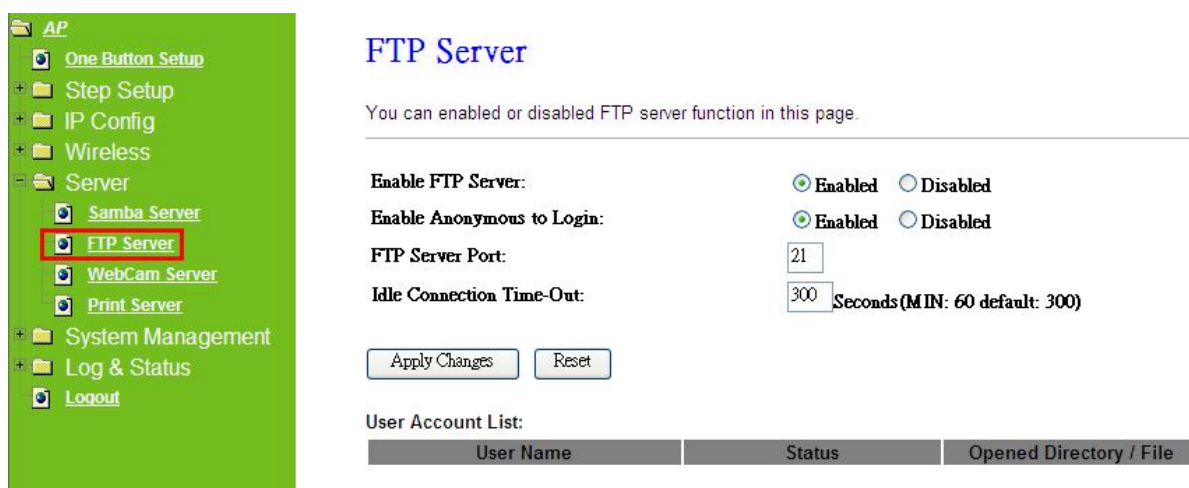 AP
One Button Setup
Step Setup
IP Config
Wireless
Server
Samba Server
FTP Server
WebCam Server
Print Server
System Management
Log & Status
Logout
FTP Server
You can enabled or disabled FTP server function in this page.
Enable FTP Server: Enabled Disabled
Enable Anonymous to Login: Enabled Disabled
FTP Server Port: 21
Idle Connection Time-Out: 300 Seconds(MIN: 60 default: 300)
Apply Changes Reset
User Account List:
User Name Status Opened Directory / File